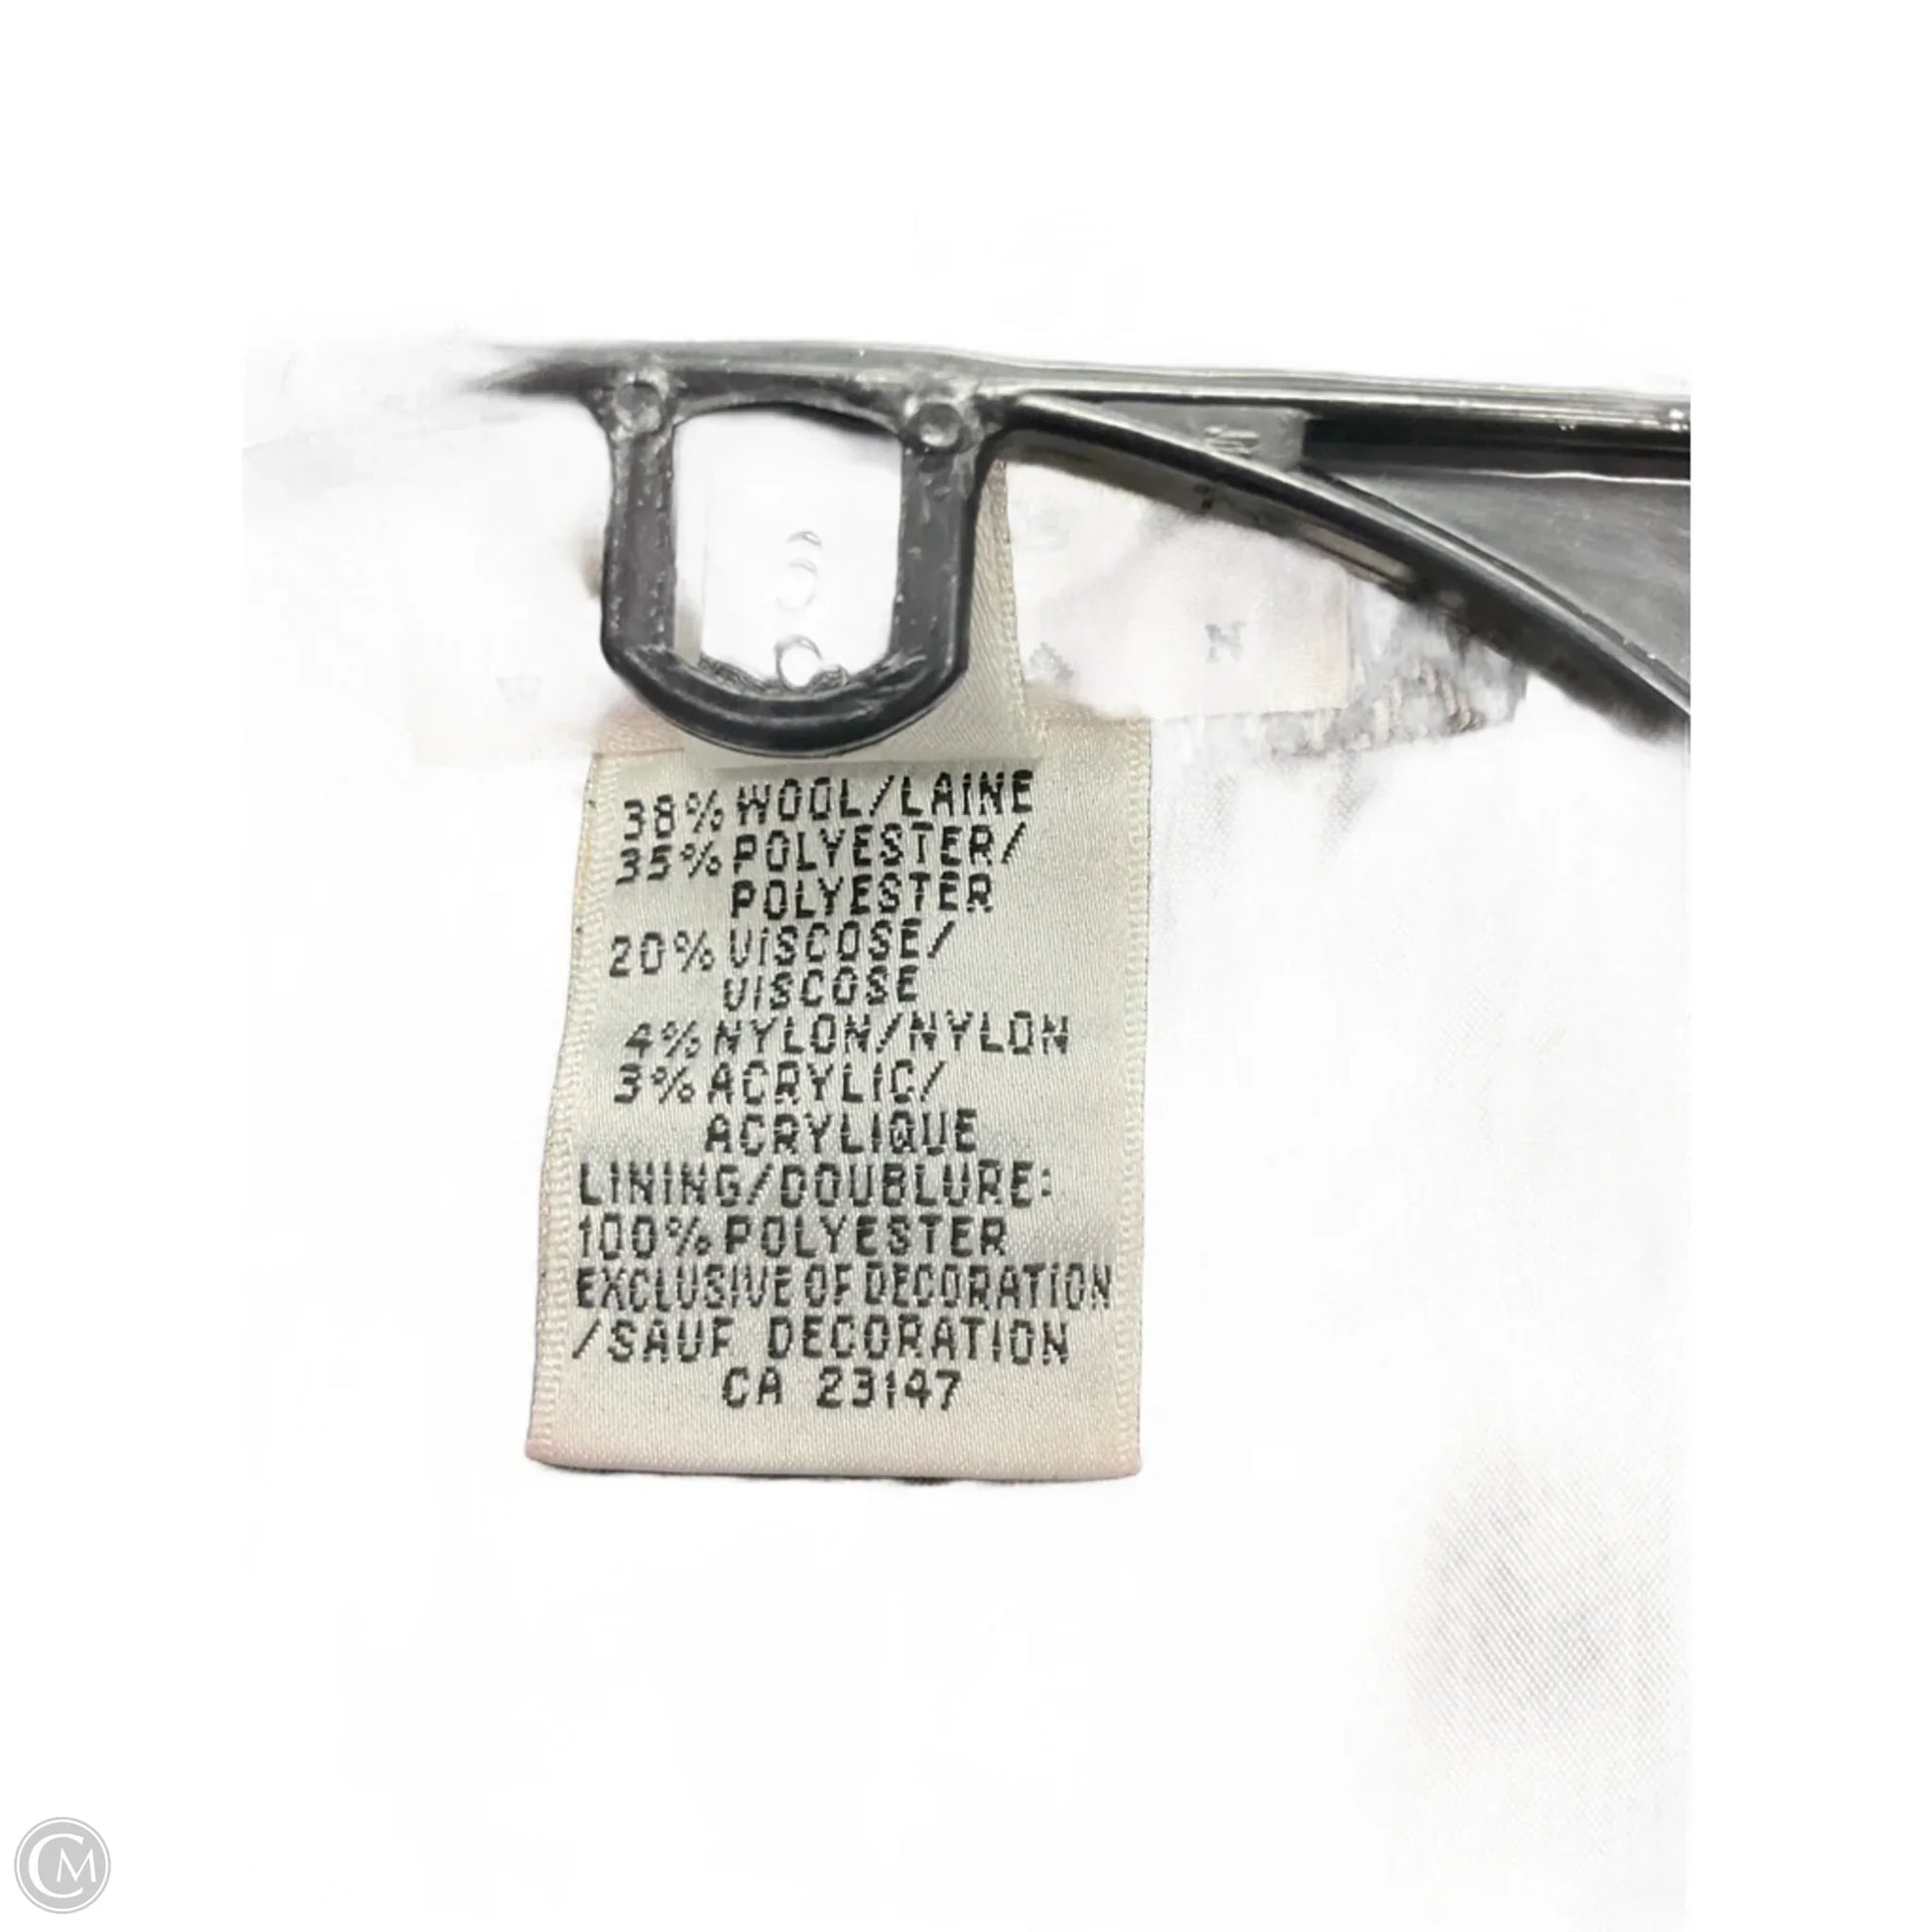 38% WOOL/LAINE
35% POLYESTER/
POLYESTER
20% VISCOSE/
VISCOSE
4% NYLON/NYLON
3% ACRYLIC/
ACRYLIQUE
LINING/DOUBLURE:
100% POLYESTER
EXCLUSIVE OF DECORATION
/SAUF DECORATION
CA 23147
CM